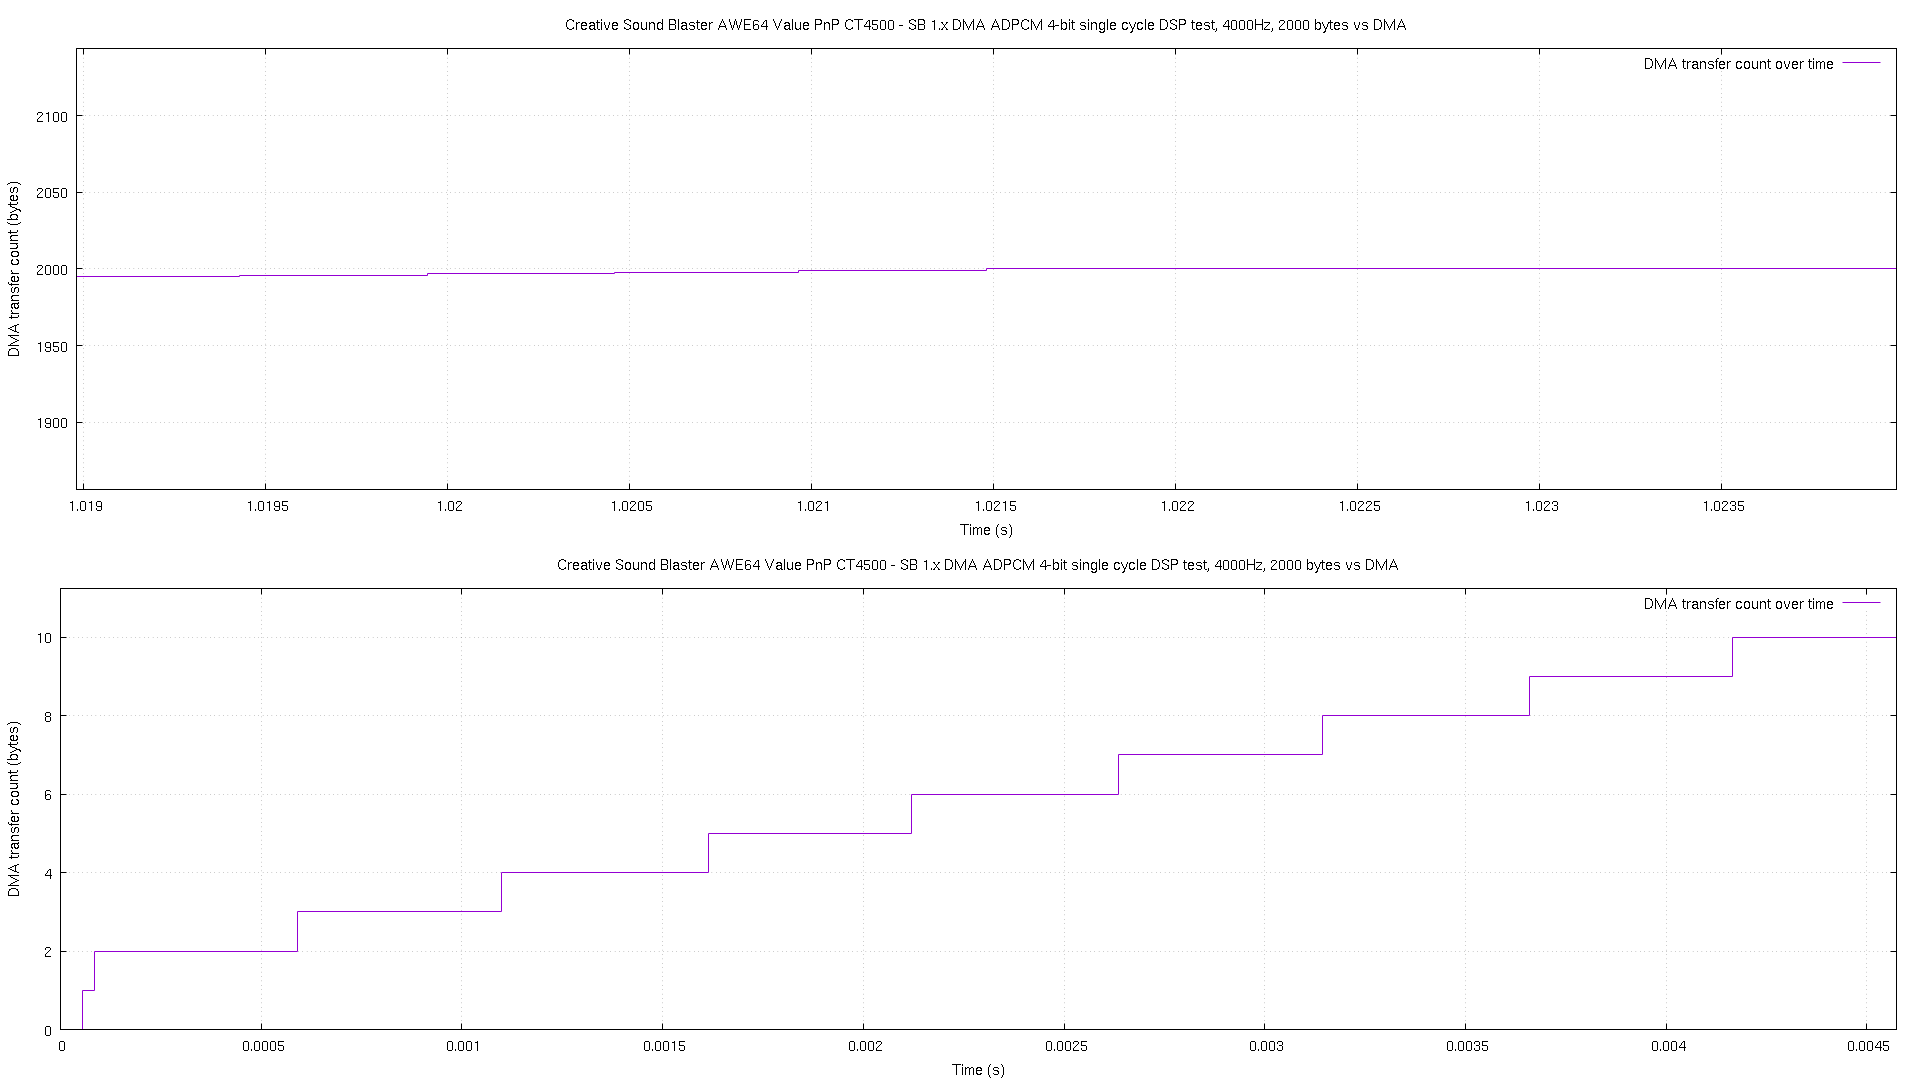 Creative Sound Blaster AWE64 Value PnP CT4500 - SB 1.x DMA ADPCM 4-bit single cycle DSP test, 4000Hz, 2000 bytes vs DMA
DMA transfer count over time
DMA transfer count (bytes)
2100
2050
2000
1950
1900
1.019 1.0195 1.02 1.0205 1.021 1.0215 1.022 1.0225 1.023 1.0235
Time (s)
Creative Sound Blaster AWE64 Value PnP CT4500 - SB 1.x DMA ADPCM 4-bit single cycle DSP test, 4000Hz, 2000 bytes vs DMA
DMA transfer count over time
DMA transfer count (bytes)
10
8
6
4
2
0
0 0.0005 0.001 0.0015 0.002 0.0025 0.003 0.0035 0.004 0.0045
Time (s)